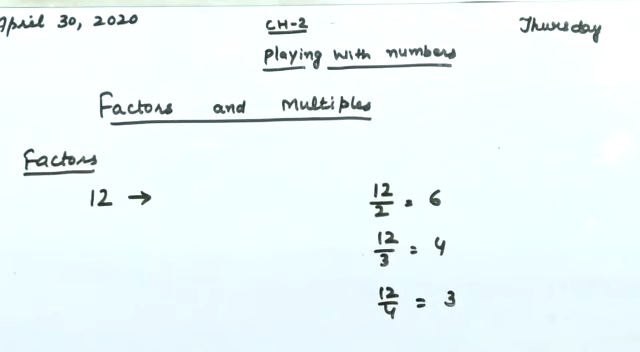 April 30, 2020 CH-2 Thursday
Playing with numbers
Factors and Multiples
Factors
12 → 12/2 = 6
12/3 = 4
12/4 = 3